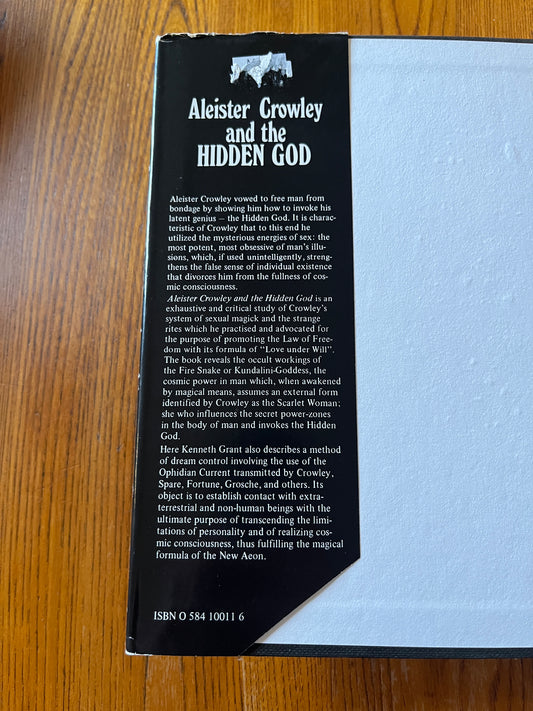 Aleister Crowley
and the
HIDDEN GOD
Aleister Crowley vowed to free man from
bondage by showing him how to invoke his
latent genius – the Hidden God. It is charac-
teristic of Crowley that to this end he
utilized the mysterious energies of sex: the
most potent, most obsessive of man's illu-
sions, which, if used unintelligently, streng-
thens the false sense of individual existence
that divorces him from the fullness of cos-
mic consciousness.
Aleister Crowley and the Hidden God is an
exhaustive and critical study of Crowley's
system of sexual magick and the strange
rites which he practised and advocated for
the purpose of promoting the Law of Free-
dom with its formula of "Love under Will".
The book reveals the occult workings of
the Fire Snake or Kundalini-Goddess, the
cosmic power in man which, when awakened
by magical means, assumes an external form
identified by Crowley as the Scarlet Woman;
she who influences the secret power-zones
in the body of man and invokes the Hidden
God.
Here Kenneth Grant also describes a method
of dream control involving the use of the
Ophidian Current transmitted by Crowley,
Spare, Fortune, Grosche, and others. Its
object is to establish contact with extra-
terrestrial and non-human beings with the
ultimate purpose of transcending the limi-
tations of personality and of realizing cos-
mic consciousness, thus fulfilling the magical
formula of the New Aeon.
ISBN O 584 10011 6